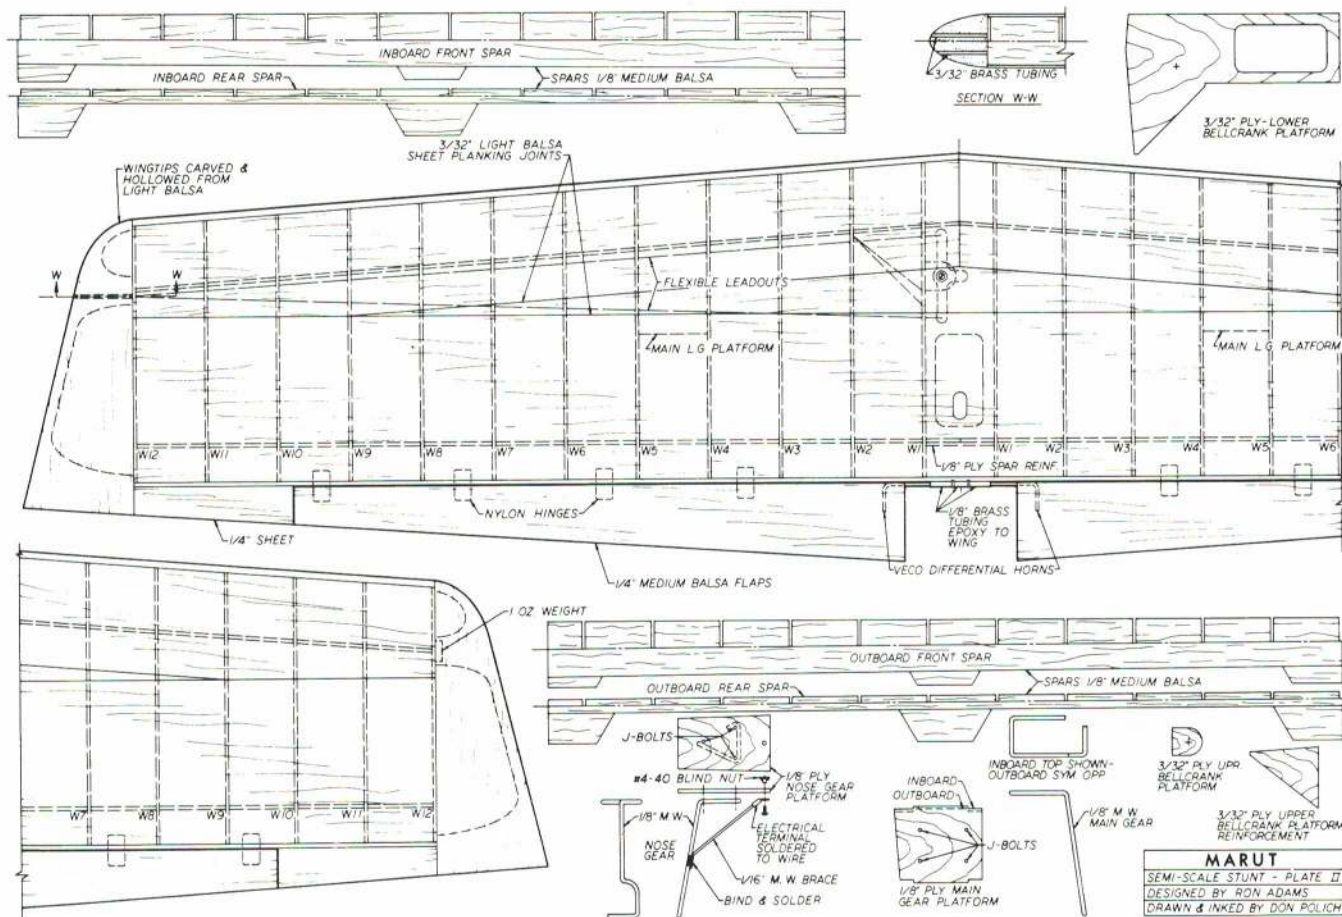 INBOARD FRONT SPAR
INBOARD REAR SPAR
SPARS 1/8" MEDIUM BALSA
3/32" BRASS TUBING
SECTION W-W
3/32" PLY-LOWER
BELLCRANK PLATFORM
WINGTIPS CARVED &
HOLLOWED FROM
LIGHT BALSA
3/32" LIGHT BALSA
SHEET PLANKING JOINTS
W
W
FLEXIBLE LEADOUTS
MAIN L.G PLATFORM
MAIN L.G PLATFORM
W12
W11
W10
W9
W8
W7
W6
W5
W4
W3
W2
W1
W1
W2
W3
W4
W5
W6
1/8" PLY SPAR REINF.
NYLON HINGES
1/4" SHEET
1/8" BRASS
TUBING
EPOXY TO
WING
VECO DIFFERENTIAL HORNS
1/4" MEDIUM BALSA FLAPS
1 OZ. WEIGHT
W7
W8
W9
W10
W11
W12
OUTBOARD FRONT SPAR
OUTBOARD REAR SPAR
SPARS 1/8" MEDIUM BALSA
J-BOLTS
#4-40 BLIND NUT
1/8" PLY
NOSE GEAR
PLATFORM
1/8" M.W.
NOSE
GEAR
ELECTRICAL
TERMINAL
SOLDERED
TO WIRE
1/16" M.W. BRACE
BIND & SOLDER
INBOARD
OUTBOARD
J-BOLTS
1/8" PLY MAIN
GEAR PLATFORM
INBOARD TOP SHOWN-
OUTBOARD SYM. OPP.
1/8" M W
MAIN GEAR
3/32" PLY UPR.
BELLCRANK
PLATFORM
3/32" PLY UPPER
BELLCRANK PLATFORM
REINFORCEMENT
MARUT
SEMI-SCALE STUNT - PLATE II
DESIGNED BY RON ADAMS
DRAWN & INKED BY DON POLICH